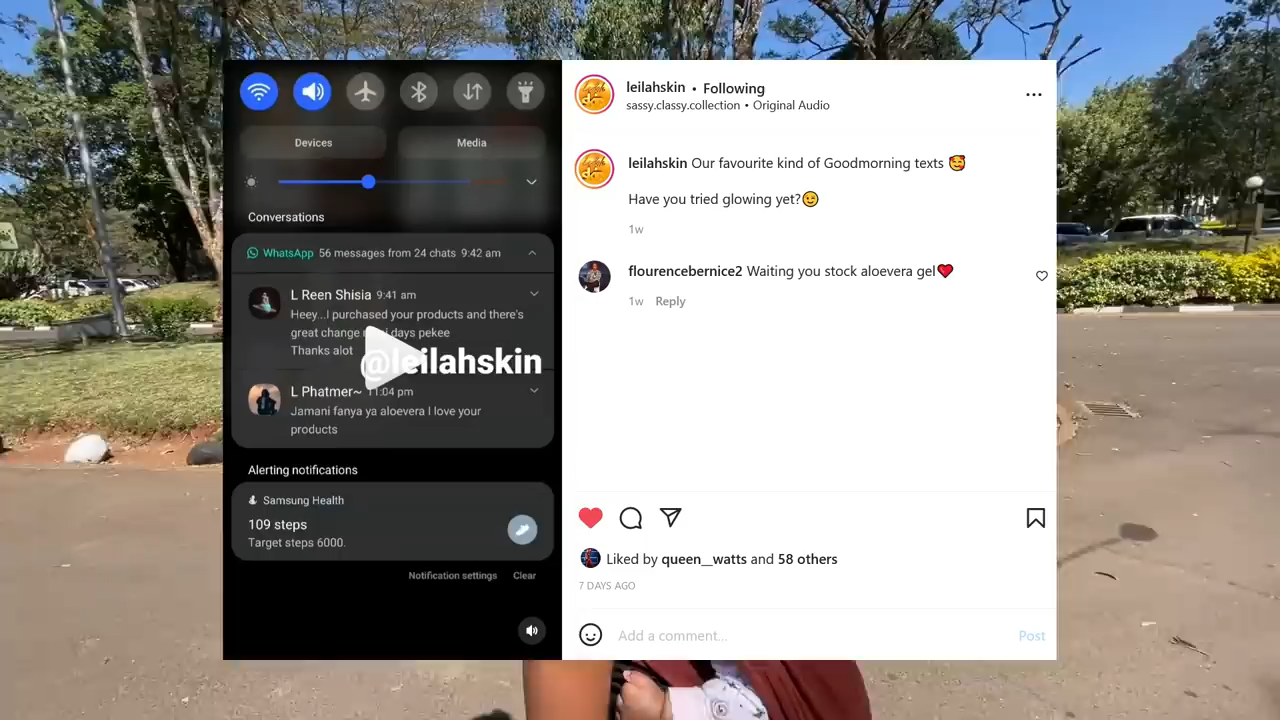 Devices
Media
Conversations
WhatsApp 56 messages from 24 chats 9:42 am
L Reen Shisia 9:41 am
Heey...I purchased your products and there's
great change days pekee
Thanks alot
@leilahskin
L Phatmer~ 11:04 pm
Jamani fanya ya aloevera I love your
products
Alerting notifications
Samsung Health
109 steps
Target steps 6000.
Notification settings Clear
leilahskin • Following
sassy.classy.collection • Original Audio
leilahskin Our favourite kind of Goodmorning texts 🥰
Have you tried glowing yet?😉
1w
flourencebernice2 Waiting you stock aloevera gel❤️
1w Reply
Liked by queen__watts and 58 others
7 DAYS AGO
Add a comment...
Post